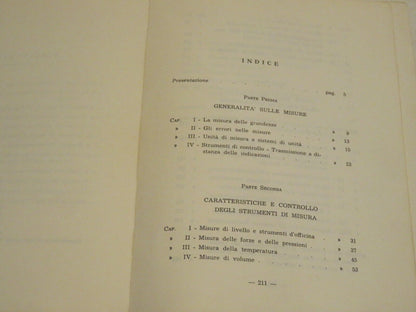 INDICE
Presentazione pag. 5
PARTE PRIMA
GENERALITA' SULLE MISURE
CAP. I - La misura delle grandezze
» II - Gli errori nelle misure » 9
» III - Unità di misura e sistemi di unità » 13
» IV - Strumenti di controllo - Trasmissione a di- » 15
stanza delle indicazioni » 23
PARTE SECONDA
CARATTERISTICHE E CONTROLLO
DEGLI STRUMENTI DI MISURA
CAP. I - Misure di livello e strumenti d'officina » 31
» II - Misura delle forze e delle pressioni » 37
» III - Misura della temperatura » 45
» IV - Misure di volume » 53
— 211 —